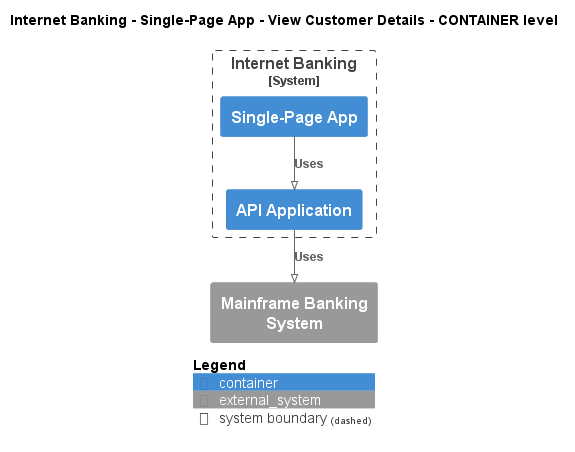 Internet Banking - Single-Page App - View Customer Details - CONTAINER level
Internet Banking
[System]
Single-Page App
Uses
API Application
Uses
Mainframe Banking
System
Legend
container
external_system
system boundary (dashed)